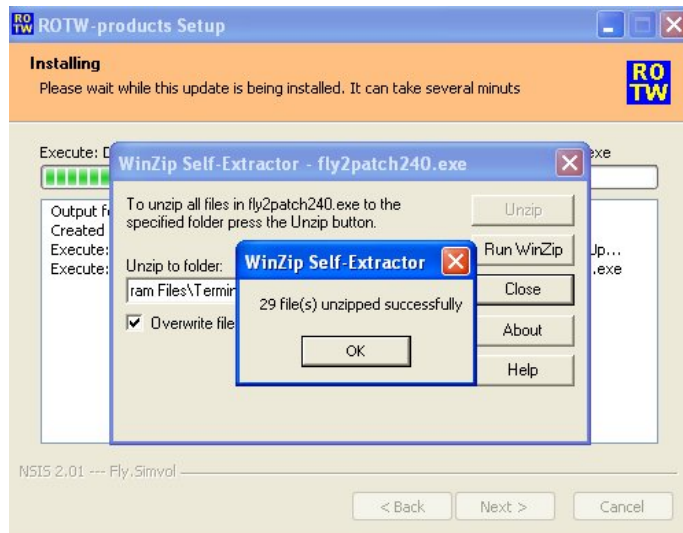 RO
TW
ROTW-products Setup
Installing
Please wait while this update is being installed. It can take several minuts
RO
TW
Execute: D
exe
WinZip Self-Extractor - fly2patch240.exe
To unzip all files in fly2patch240.exe to the
specified folder press the Unzip button.
Unzip
Output f
Created
Execute:
Execute:
Run WinZip
Up...
.exe
Unzip to folder:
ram Files\Termin
Close
WinZip Self-Extractor
29 file(s) unzipped successfully
OK
Overwrite file
About
Help
NSIS 2.01 --- Fly.Simvol
< Back
Next >
Cancel